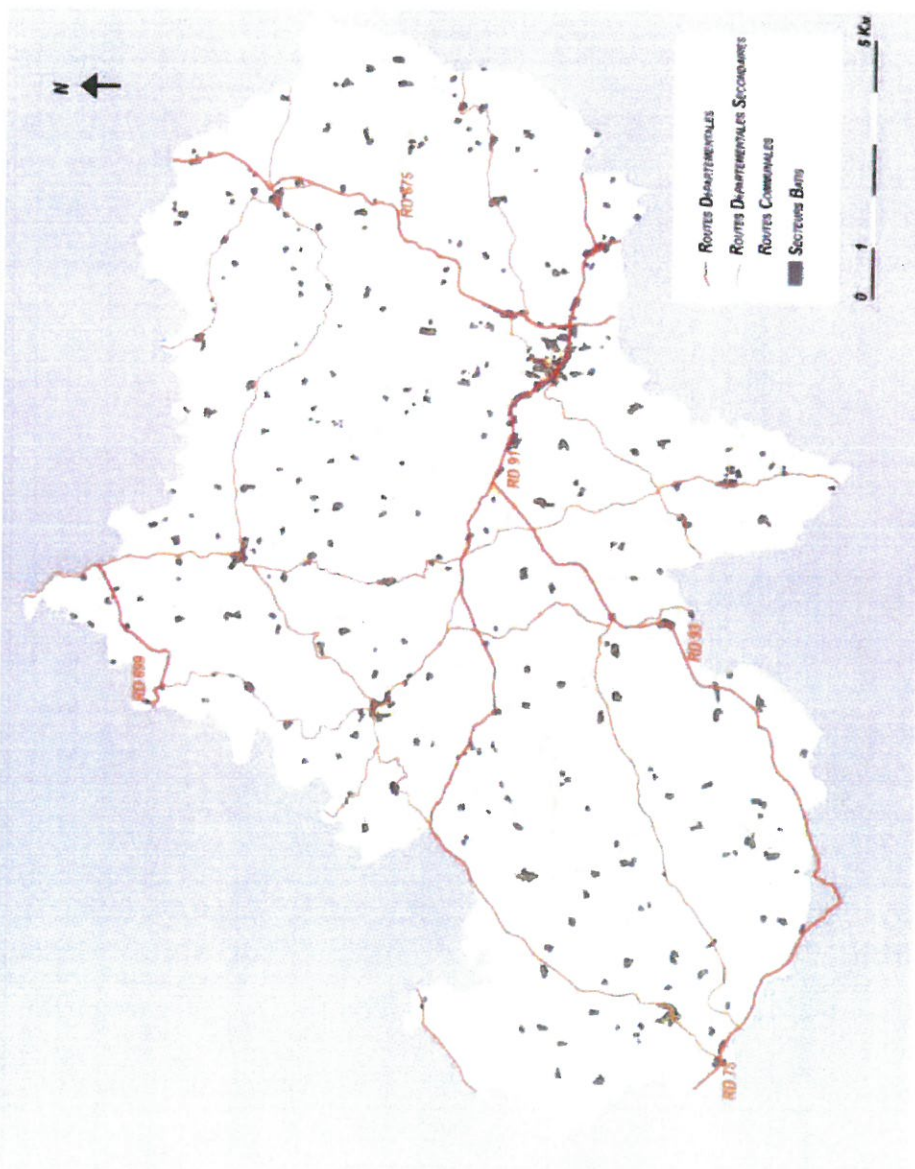 N
RD 675
RD 699
RD 91
RD 93
RD 75
ROUTES DÉPARTEMENTALES
ROUTES DÉPARTEMENTALES SECONDAIRES
ROUTES COMMUNALES
SECTEURS BATIS
0 1 5 KM